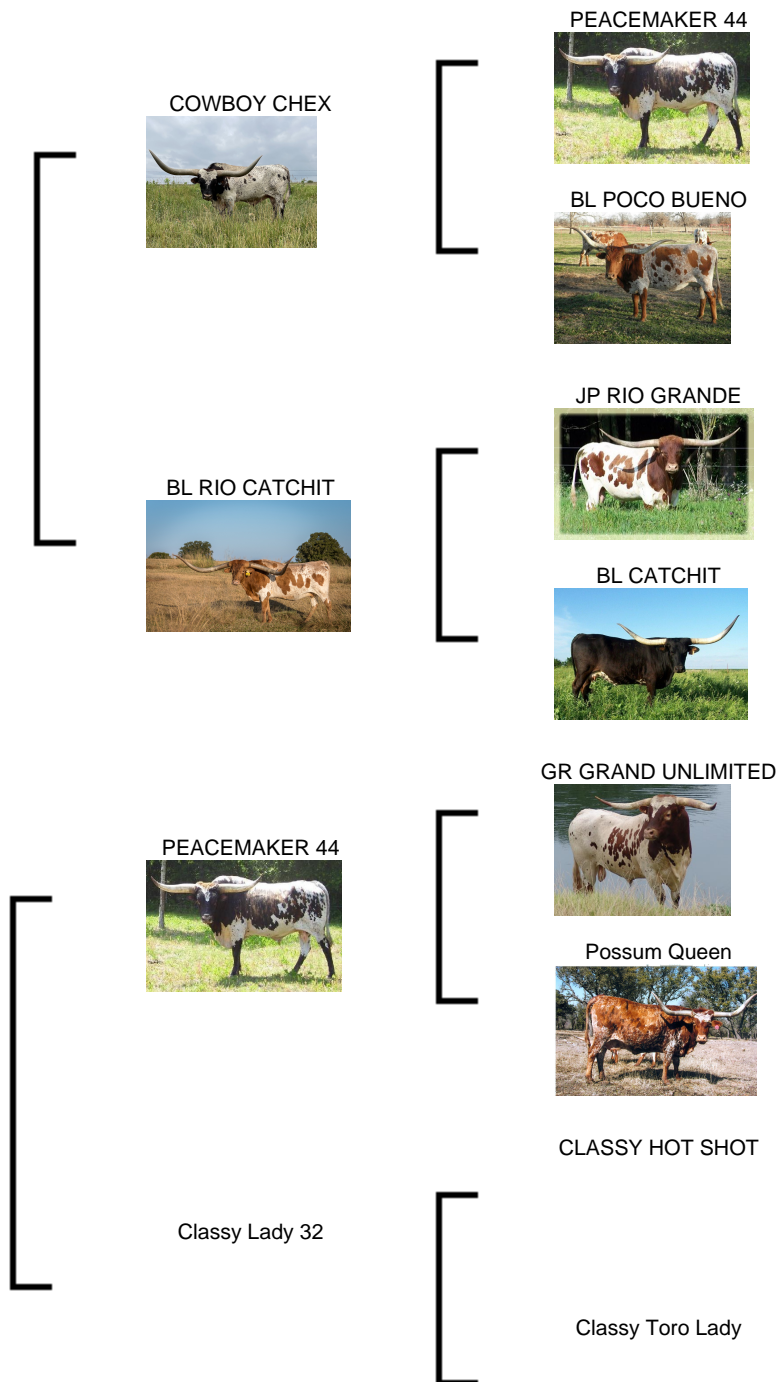 PEACEMAKER 44
COWBOY CHEX
BL POCO BUENO
JP RIO GRANDE
BL RIO CATCHIT
BL CATCHIT
GR GRAND UNLIMITED
PEACEMAKER 44
Possum Queen
CLASSY HOT SHOT
Classy Lady 32
Classy Toro Lady